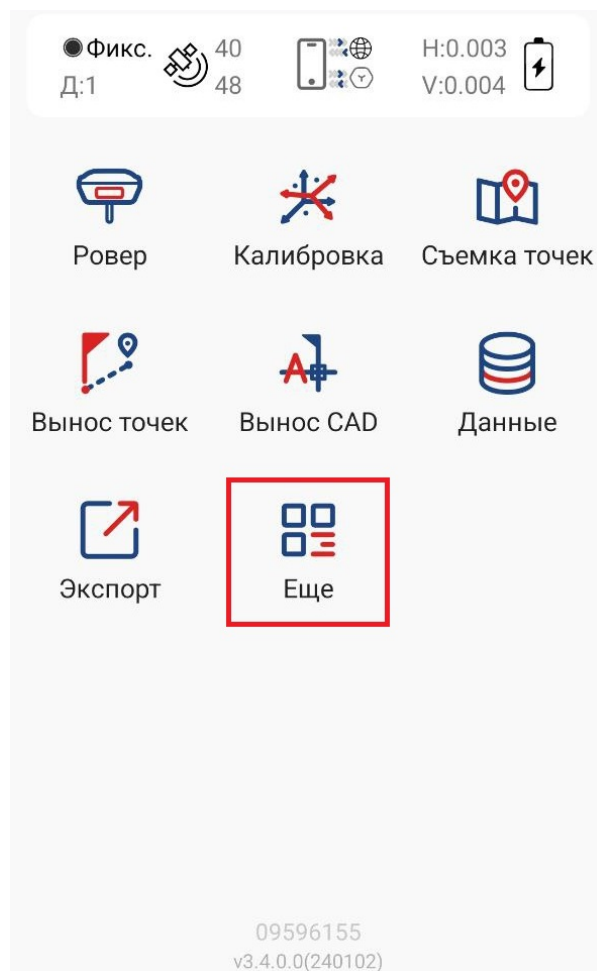 Фикс. 40 H:0.003
Д:1 48 V:0.004
Ровер Калибровка Съемка точек
Вынос точек Вынос CAD Данные
Экспорт Еще
09596155
v3.4.0.0(240102)